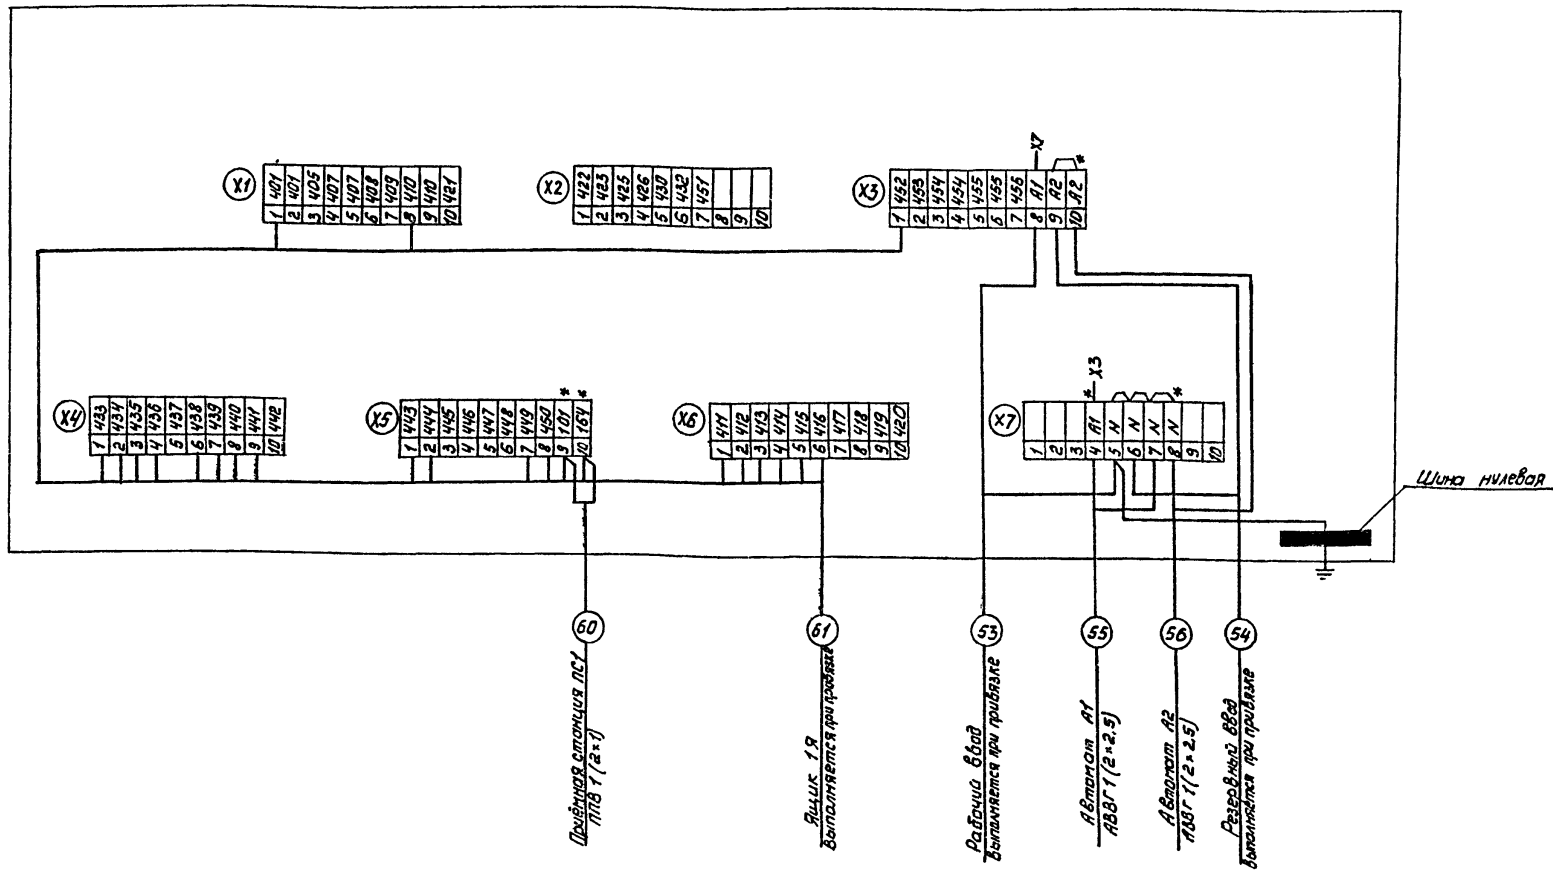 X7
*
X1
401 401 405 407 407 408 409 410 410 421
1 2 3 4 5 6 7 8 9 10
X2
422 423 425 426 430 432 451
1 2 3 4 5 6 7 8 9 10
X3
452 453 454 454 455 455 456 А1 А2 А2
1 2 3 4 5 6 7 8 9 10
* *
* X3 *
X4
433 434 435 436 437 438 439 440 441 442
1 2 3 4 5 6 7 8 9 10
X5
443 444 445 446 447 448 449 450 101 164
1 2 3 4 5 6 7 8 9 10
X6
411 412 413 414 415 416 417 418 419 420
1 2 3 4 5 6 7 8 9 10
X7
А1 N N N N
1 2 3 4 5 6 7 8 9 10
Шина нулевая
60
61
53
55
56
54
Приёмная станция ПС1
ППВ 1 (2×1)
Ящик 1Я
Выполняется при привязке
Рабочий ввод
Выполняется при привязке
Автомат А1
АВВГ 1 (2×2,5)
Автомат А2
АВВГ 1 (2×2,5)
Резервный ввод
Выполняется при привязке